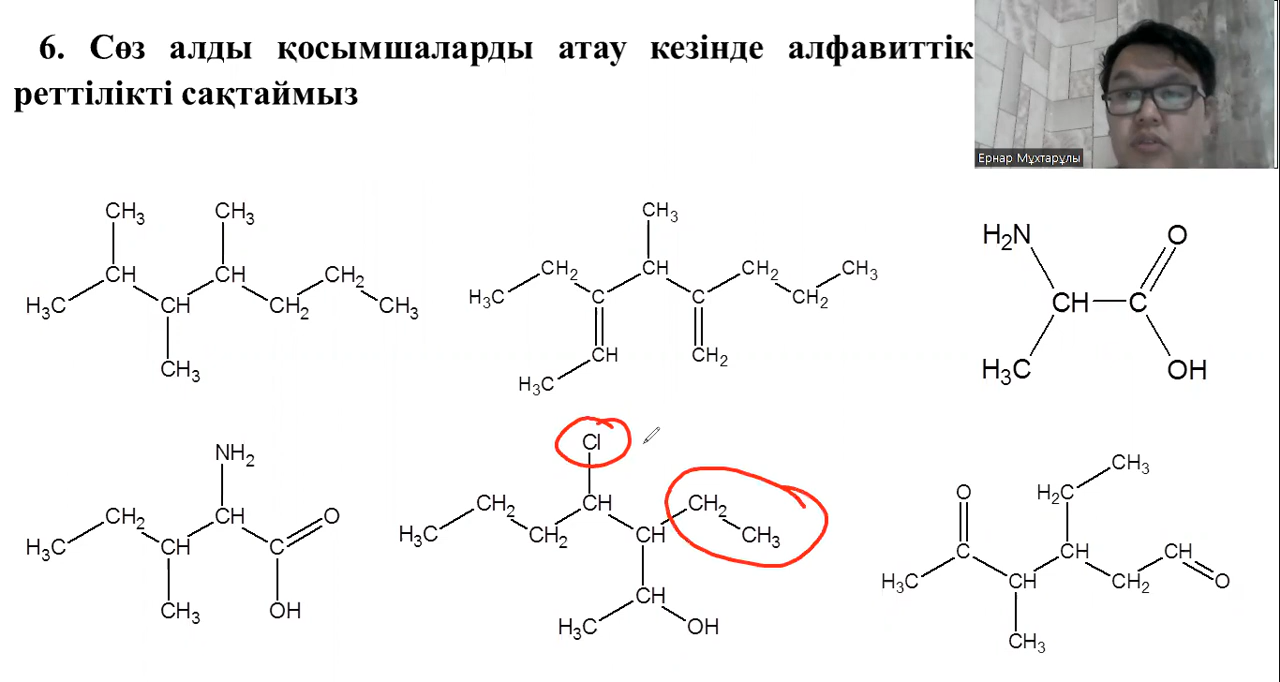 6. Сөз алды қосымшаларды атау кезінде алфавиттік
реттілікті сақтаймыз
Ернар Мұхтарұлы
CH₃ CH₃
CH CH CH₂
H₃C CH CH₂ CH₃
CH₃
CH₃
CH₂ CH CH₂ CH₃
H₃C C C CH₂
CH CH₂
H₃C
H₂N O
CH C
H₃C OH
NH₂
CH₂ CH O
H₃C CH C
CH₃ OH
Cl
CH₂ CH CH₂
H₃C CH₂ CH CH₃
CH
H₃C OH
CH₃
O H₂C
C CH CH
H₃C CH CH₂ O
CH₃